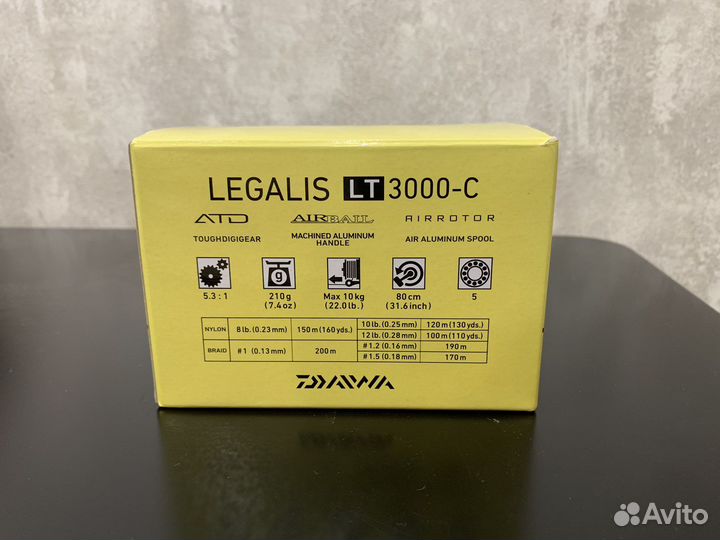 LEGALIS LT 3000-C
ATD AIRBAIL AIRROTOR
TOUGHDIGIGEAR MACHINED ALUMINUM HANDLE AIR ALUMINUM SPOOL
g
5.3 : 1 210g (7.4oz) Max 10kg (22.0lb.) 80cm (31.6inch) 5
NYLON 8lb. (0.23mm) 150m (160yds.) 10lb. (0.25mm) 120m (130yds.)
12lb. (0.28mm) 100m (110yds.)
BRAID #1 (0.13mm) 200m #1.2 (0.16mm) 190m
#1.5 (0.18mm) 170m
DAIWA
Avito